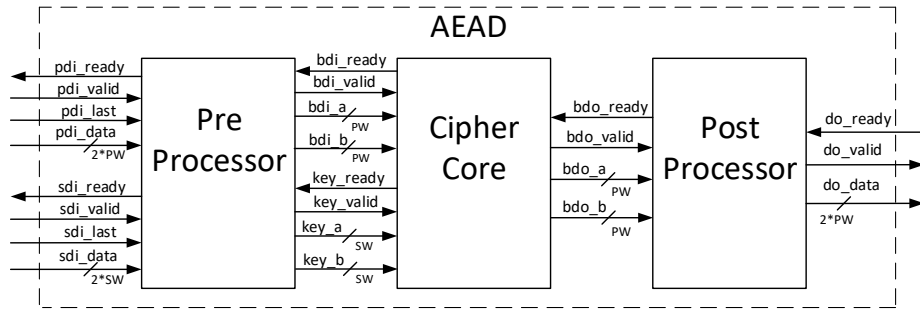 AEAD
pdi_ready
pdi_valid
pdi_last
pdi_data
2*PW
sdi_ready
sdi_valid
sdi_last
sdi_data
2*SW
Pre
Processor
bdi_ready
bdi_valid
bdi_a
PW
bdi_b
PW
key_ready
key_valid
key_a
SW
key_b
SW
Cipher
Core
bdo_ready
bdo_valid
bdo_a
PW
bdo_b
PW
Post
Processor
do_ready
do_valid
do_data
2*PW